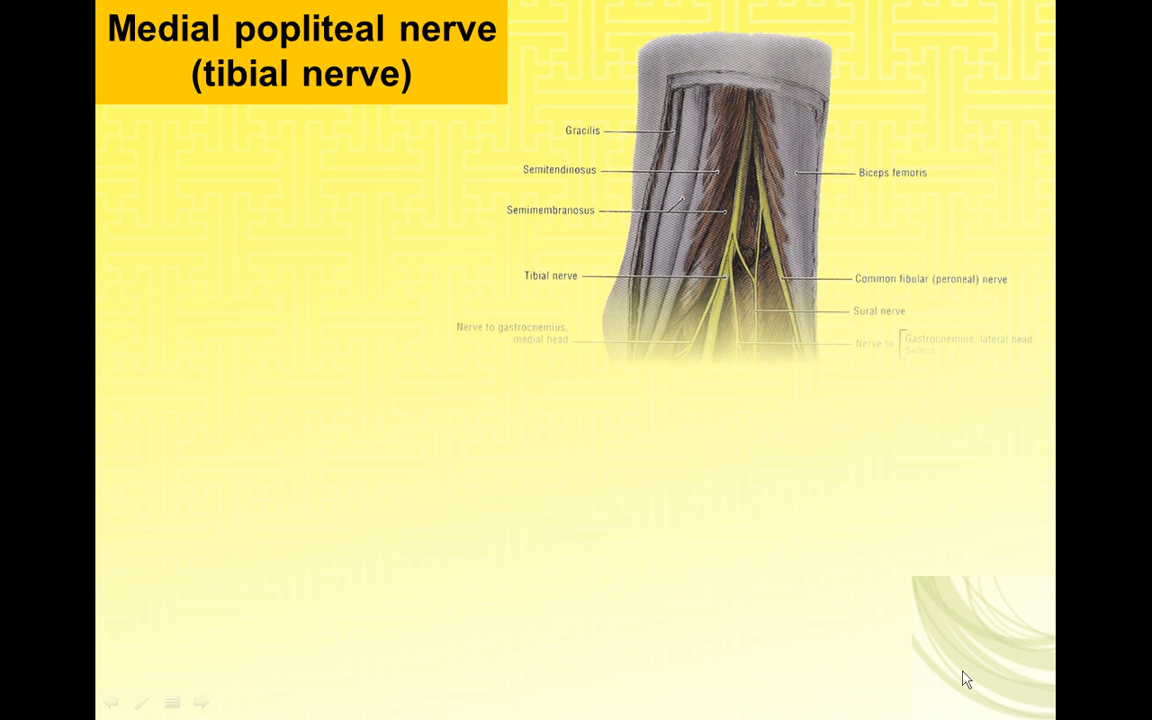 Medial popliteal nerve
(tibial nerve)
Gracilis
Semitendinosus
Biceps femoris
Semimembranosus
Tibial nerve
Common fibular (peroneal) nerve
Sural nerve
Nerve to gastrocnemius,
medial head
Nerve to
Gastrocnemius, lateral head
Soleus